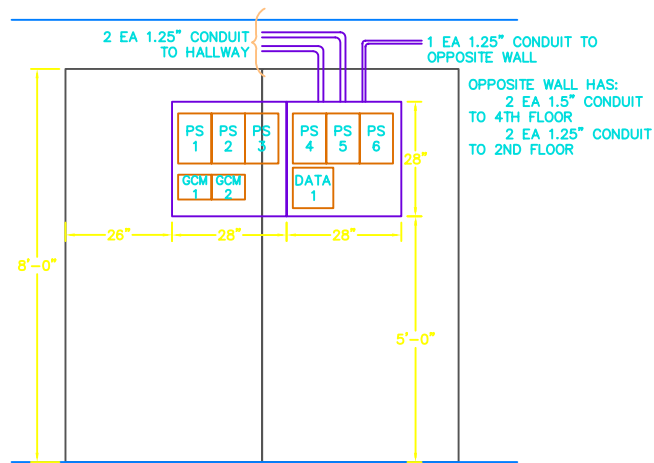 2 EA 1.25" CONDUIT
TO HALLWAY
1 EA 1.25" CONDUIT TO
OPPOSITE WALL
OPPOSITE WALL HAS:
2 EA 1.5" CONDUIT
TO 4TH FLOOR
2 EA 1.25" CONDUIT
TO 2ND FLOOR
PS PS PS PS PS PS
1 2 3 4 5 6
28"
GCM GCM DATA
1 2 1
26" 28" 28"
8'-0"
5'-0"